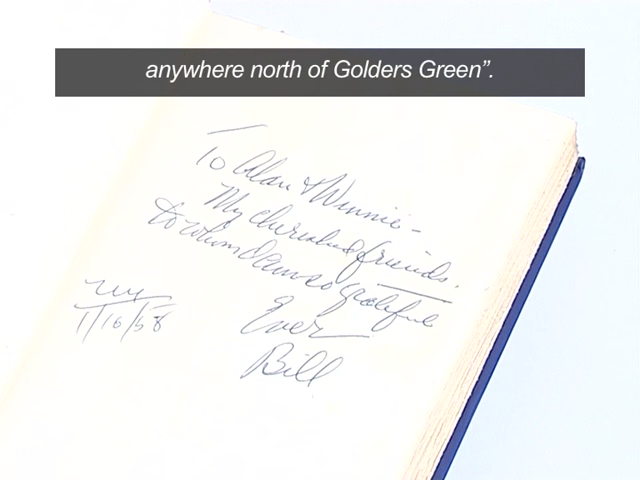 anywhere north of Golders Green”.
To Alan & Winnie -
My cherished friends.
to whom I am so grateful
Ever
Bill
NY
1/16/58